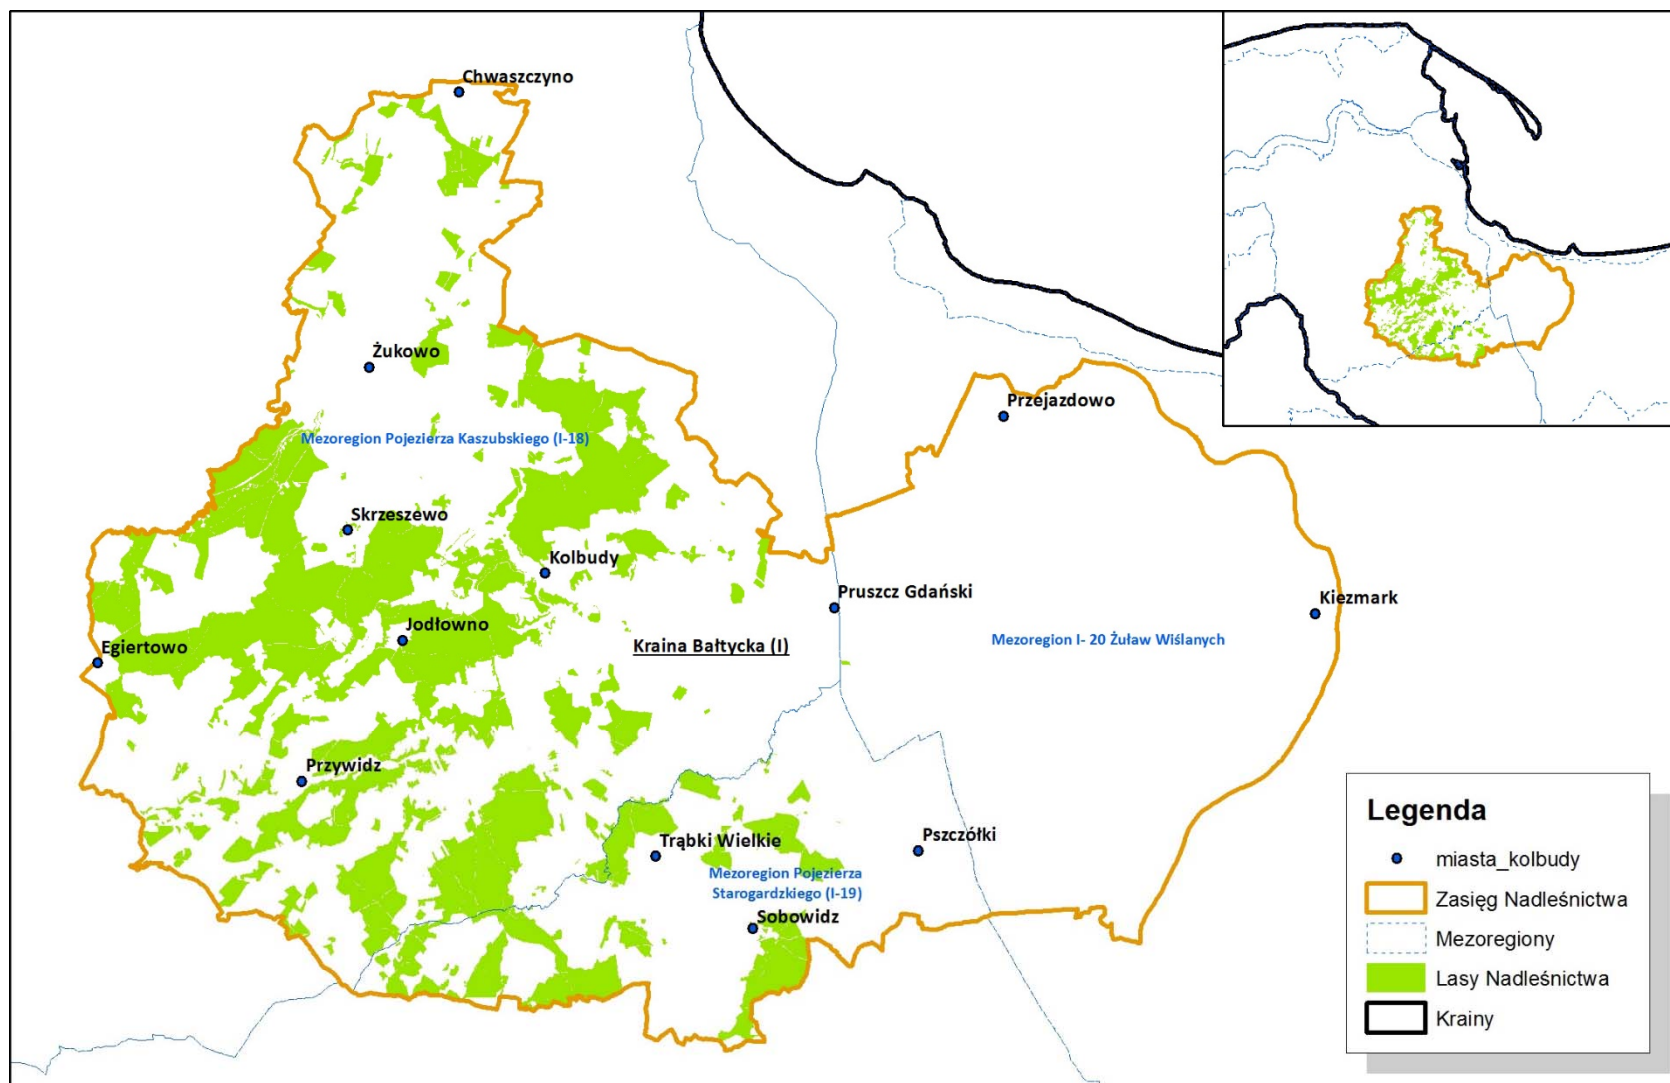 Chwaszczyno
Żukowo
Przejazdowo
Mezoregion Pojezierza Kaszubskiego (I-18)
Skrzeszewo
Kolbudy
Pruszcz Gdański
Kiezmark
Jodłowno
Egiertowo
Kraina Bałtycka (I)
Mezoregion I- 20 Żuław Wiślanych
Przywidz
Trąbki Wielkie
Pszczółki
Mezoregion Pojezierza
Starogardzkiego (I-19)
Sobowidz
Legenda
miasta_kolbudy
Zasięg Nadleśnictwa
Mezoregiony
Lasy Nadleśnictwa
Krainy